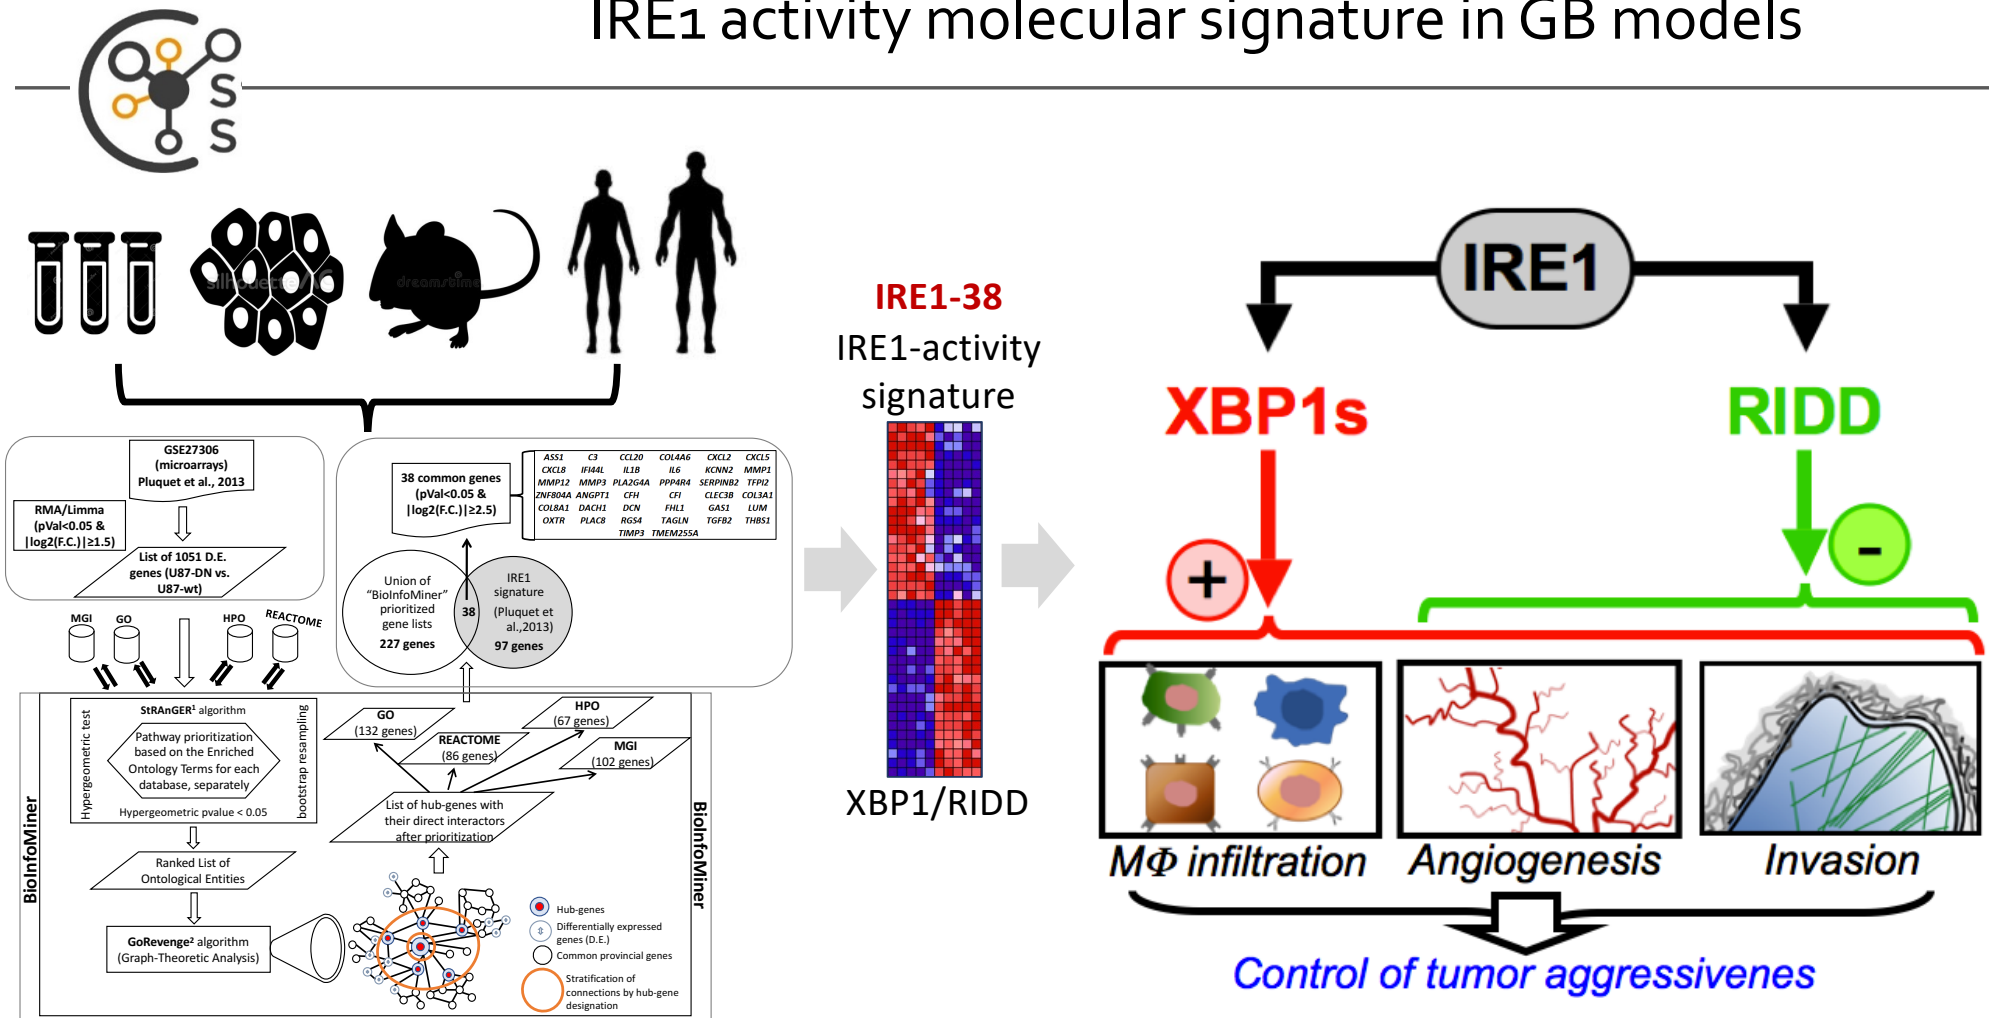 IRE1 activity molecular signature in GB models
S
S
silhouetteAC
dreamstime
GSE27306
(microarrays)
Pluquet et al., 2013
RMA/Limma
(pVal<0.05 &
|log2(F.C.)|≥1.5)
List of 1051 D.E.
genes (U87-DN vs.
U87-wt)
38 common genes
(pVal<0.05 &
|log2(F.C.)|≥2.5)
ASS1 C3 CCL20 COL4A6 CXCL2 CXCL5
CXCL8 IFI44L IL1B IL6 KCNN2 MMP1
MMP12 MMP3 PLA2G4A PPP4R4 SERPINB2 TFPI2
ZNF804A ANGPT1 CFH CFI CLEC3B COL3A1
COL8A1 DACH1 DCN FHL1 GAS1 LUM
OXTR PLAC8 RGS4 TAGLN TGFB2 THBS1
TIMP3 TMEM255A
Union of
"BioInfoMiner"
prioritized
gene lists
227 genes
38
IRE1
signature
(Pluquet et
al.,2013)
97 genes
MGI
GO
HPO
REACTOME
BioInfoMiner
Hypergeometric test
StRAnGER1 algorithm
Pathway prioritization
based on the Enriched
Ontology Terms for each
database, separately
Hypergeometric pvalue < 0.05
bootstrap resampling
Ranked List of
Ontological Entities
GoRevenge2 algorithm
(Graph-Theoretic Analysis)
GO
(132 genes)
REACTOME
(86 genes)
HPO
(67 genes)
MGI
(102 genes)
List of hub-genes with
their direct interactors
after prioritization
Hub-genes
Differentially expressed
genes (D.E.)
Common provincial genes
Stratification of
connections by hub-gene
designation
BioInfoMiner
IRE1-38
IRE1-activity
signature
XBP1/RIDD
IRE1
XBP1s
RIDD
+
-
MΦ infiltration
Angiogenesis
Invasion
Control of tumor aggressivenes